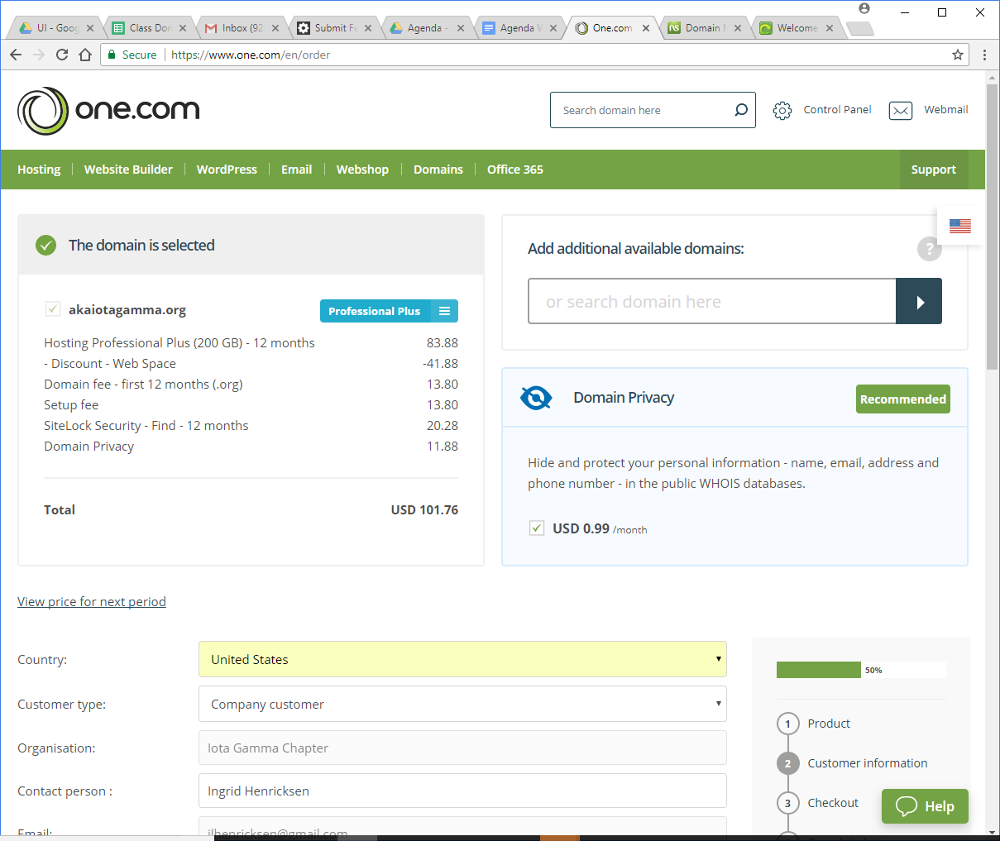 UI - Goog
Class Dor
Inbox (92
Submit Fe
Agenda -
Agenda W
One.com
Domain N
Welcome
Secure
https://www.one.com/en/order
one.com
Search domain here
Control Panel
Webmail
Hosting
Website Builder
WordPress
Email
Webshop
Domains
Office 365
Support
The domain is selected
akaiotagamma.org
Professional Plus
Hosting Professional Plus (200 GB) - 12 months 83.88
- Discount - Web Space -41.88
Domain fee - first 12 months (.org) 13.80
Setup fee 13.80
SiteLock Security - Find - 12 months 20.28
Domain Privacy 11.88
Total USD 101.76
Add additional available domains:
?
or search domain here
Domain Privacy
Recommended
Hide and protect your personal information - name, email, address and
phone number - in the public WHOIS databases.
USD 0.99 /month
View price for next period
Country: United States
Customer type: Company customer
Organisation: Iota Gamma Chapter
Contact person : Ingrid Henricksen
Email: ilhenricksen@gmail.com
50%
1 Product
2 Customer information
3 Checkout
Help